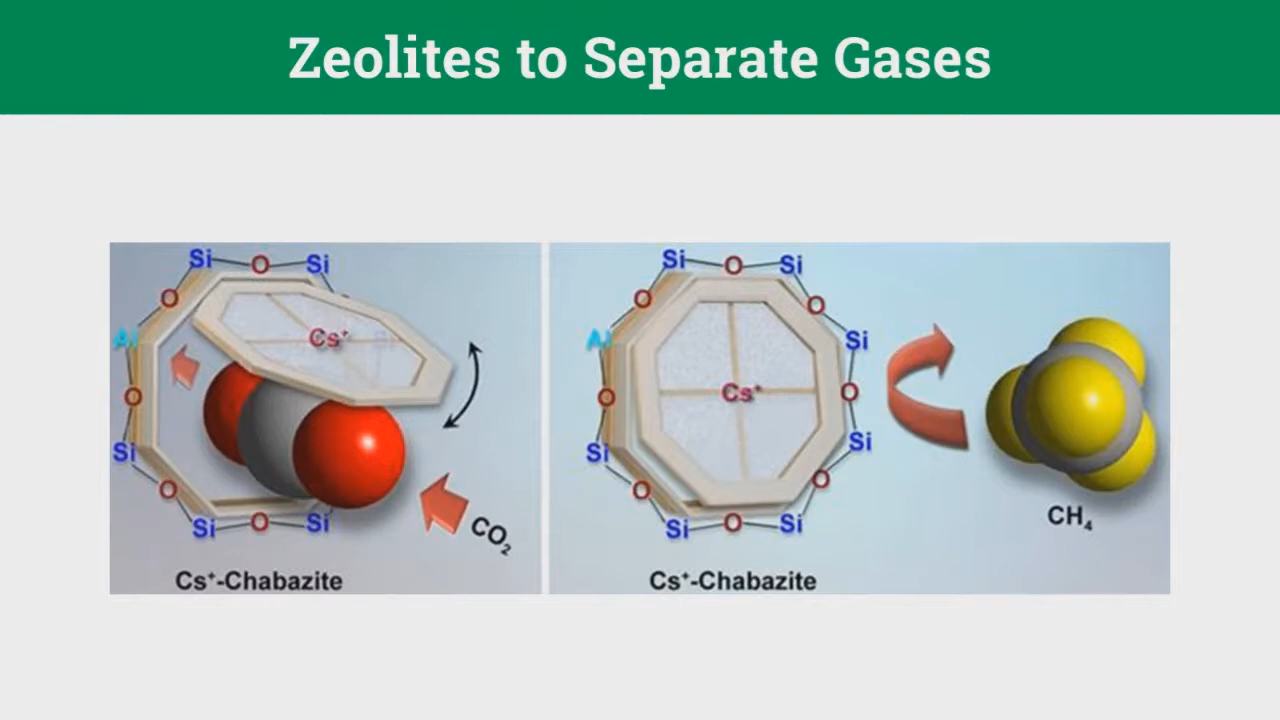 Zeolites to Separate Gases
Si O Si
O
Al
Cs⁺
O
Si
O
Si O Si
CO₂
Cs⁺-Chabazite
Si O Si
O O
Al Si
Cs⁺
O O
Si Si
O O
Si O Si
CH₄
Cs⁺-Chabazite